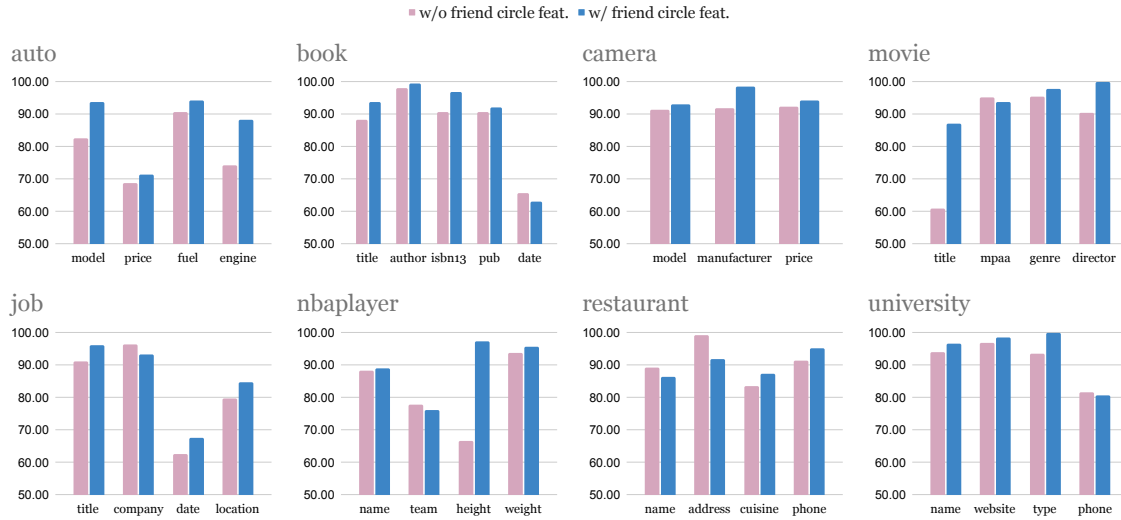 w/o friend circle feat. w/ friend circle feat.
auto
100.00
90.00
80.00
70.00
60.00
50.00
model price fuel engine
book
100.00
90.00
80.00
70.00
60.00
50.00
title author isbn13 pub date
camera
100.00
90.00
80.00
70.00
60.00
50.00
model manufacturer price
movie
100.00
90.00
80.00
70.00
60.00
50.00
title mpaa genre director
job
100.00
90.00
80.00
70.00
60.00
50.00
title company date location
nbaplayer
100.00
90.00
80.00
70.00
60.00
50.00
name team height weight
restaurant
100.00
90.00
80.00
70.00
60.00
50.00
name address cuisine phone
university
100.00
90.00
80.00
70.00
60.00
50.00
name website type phone